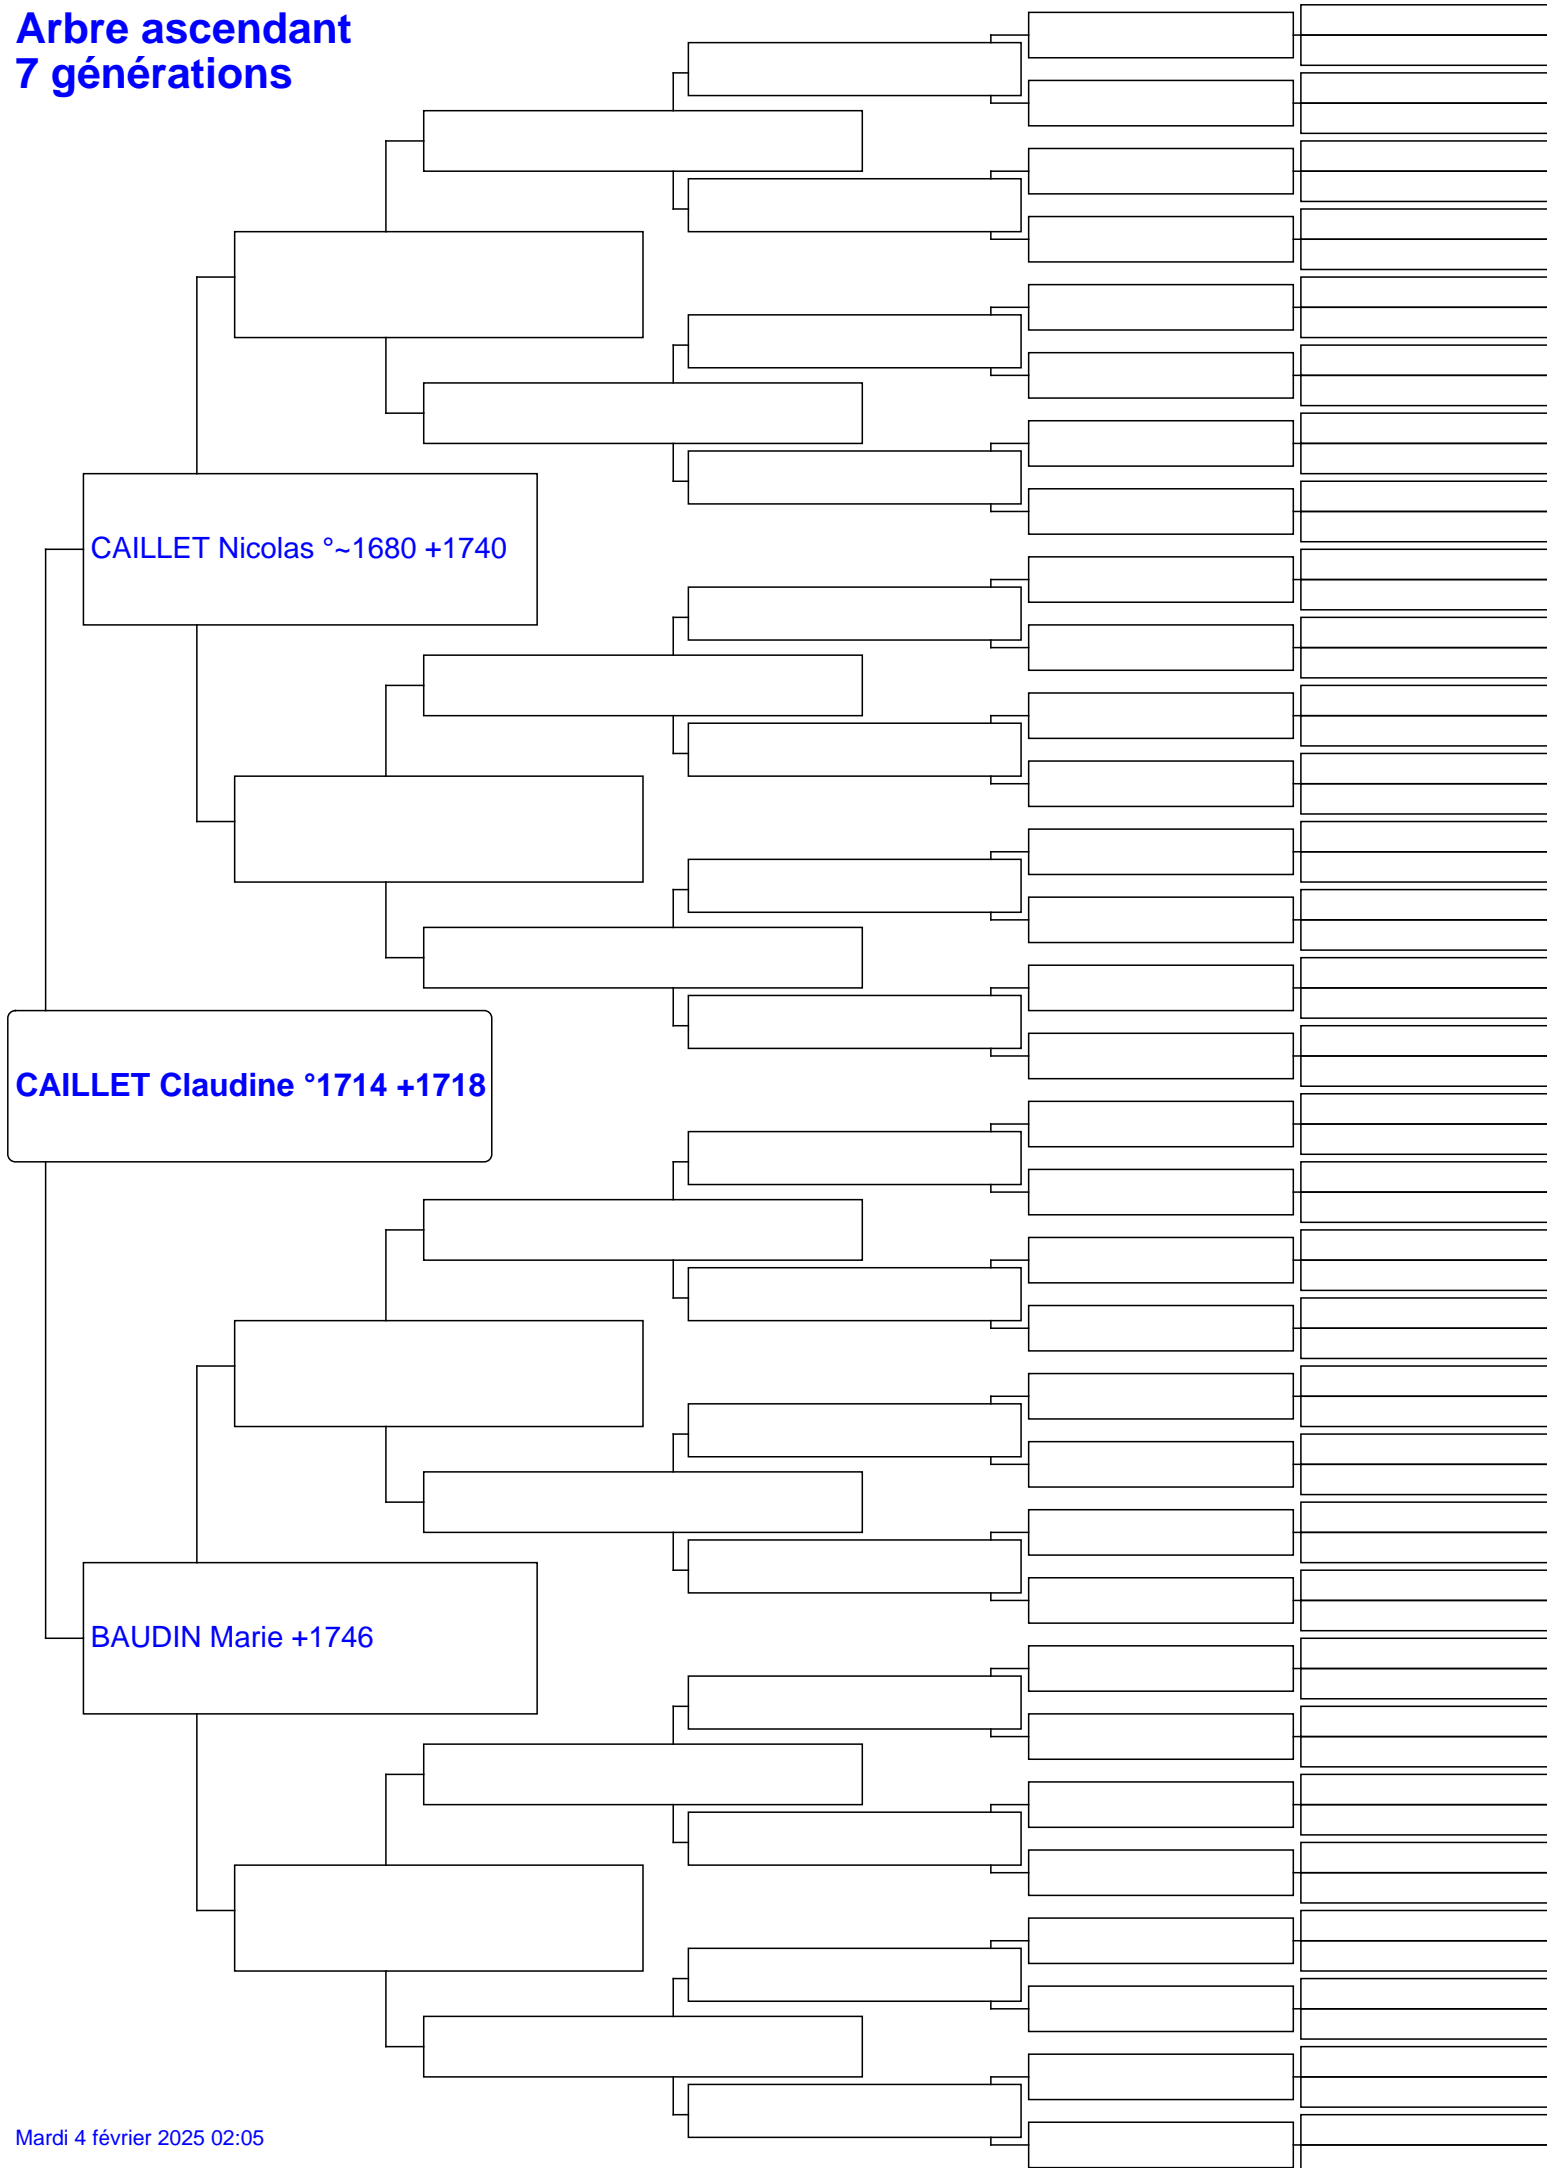 Arbre ascendant
7 générations
CAILLET Nicolas °~1680 +1740
CAILLET Claudine °1714 +1718
BAUDIN Marie +1746
Mardi 4 février 2025 02:05